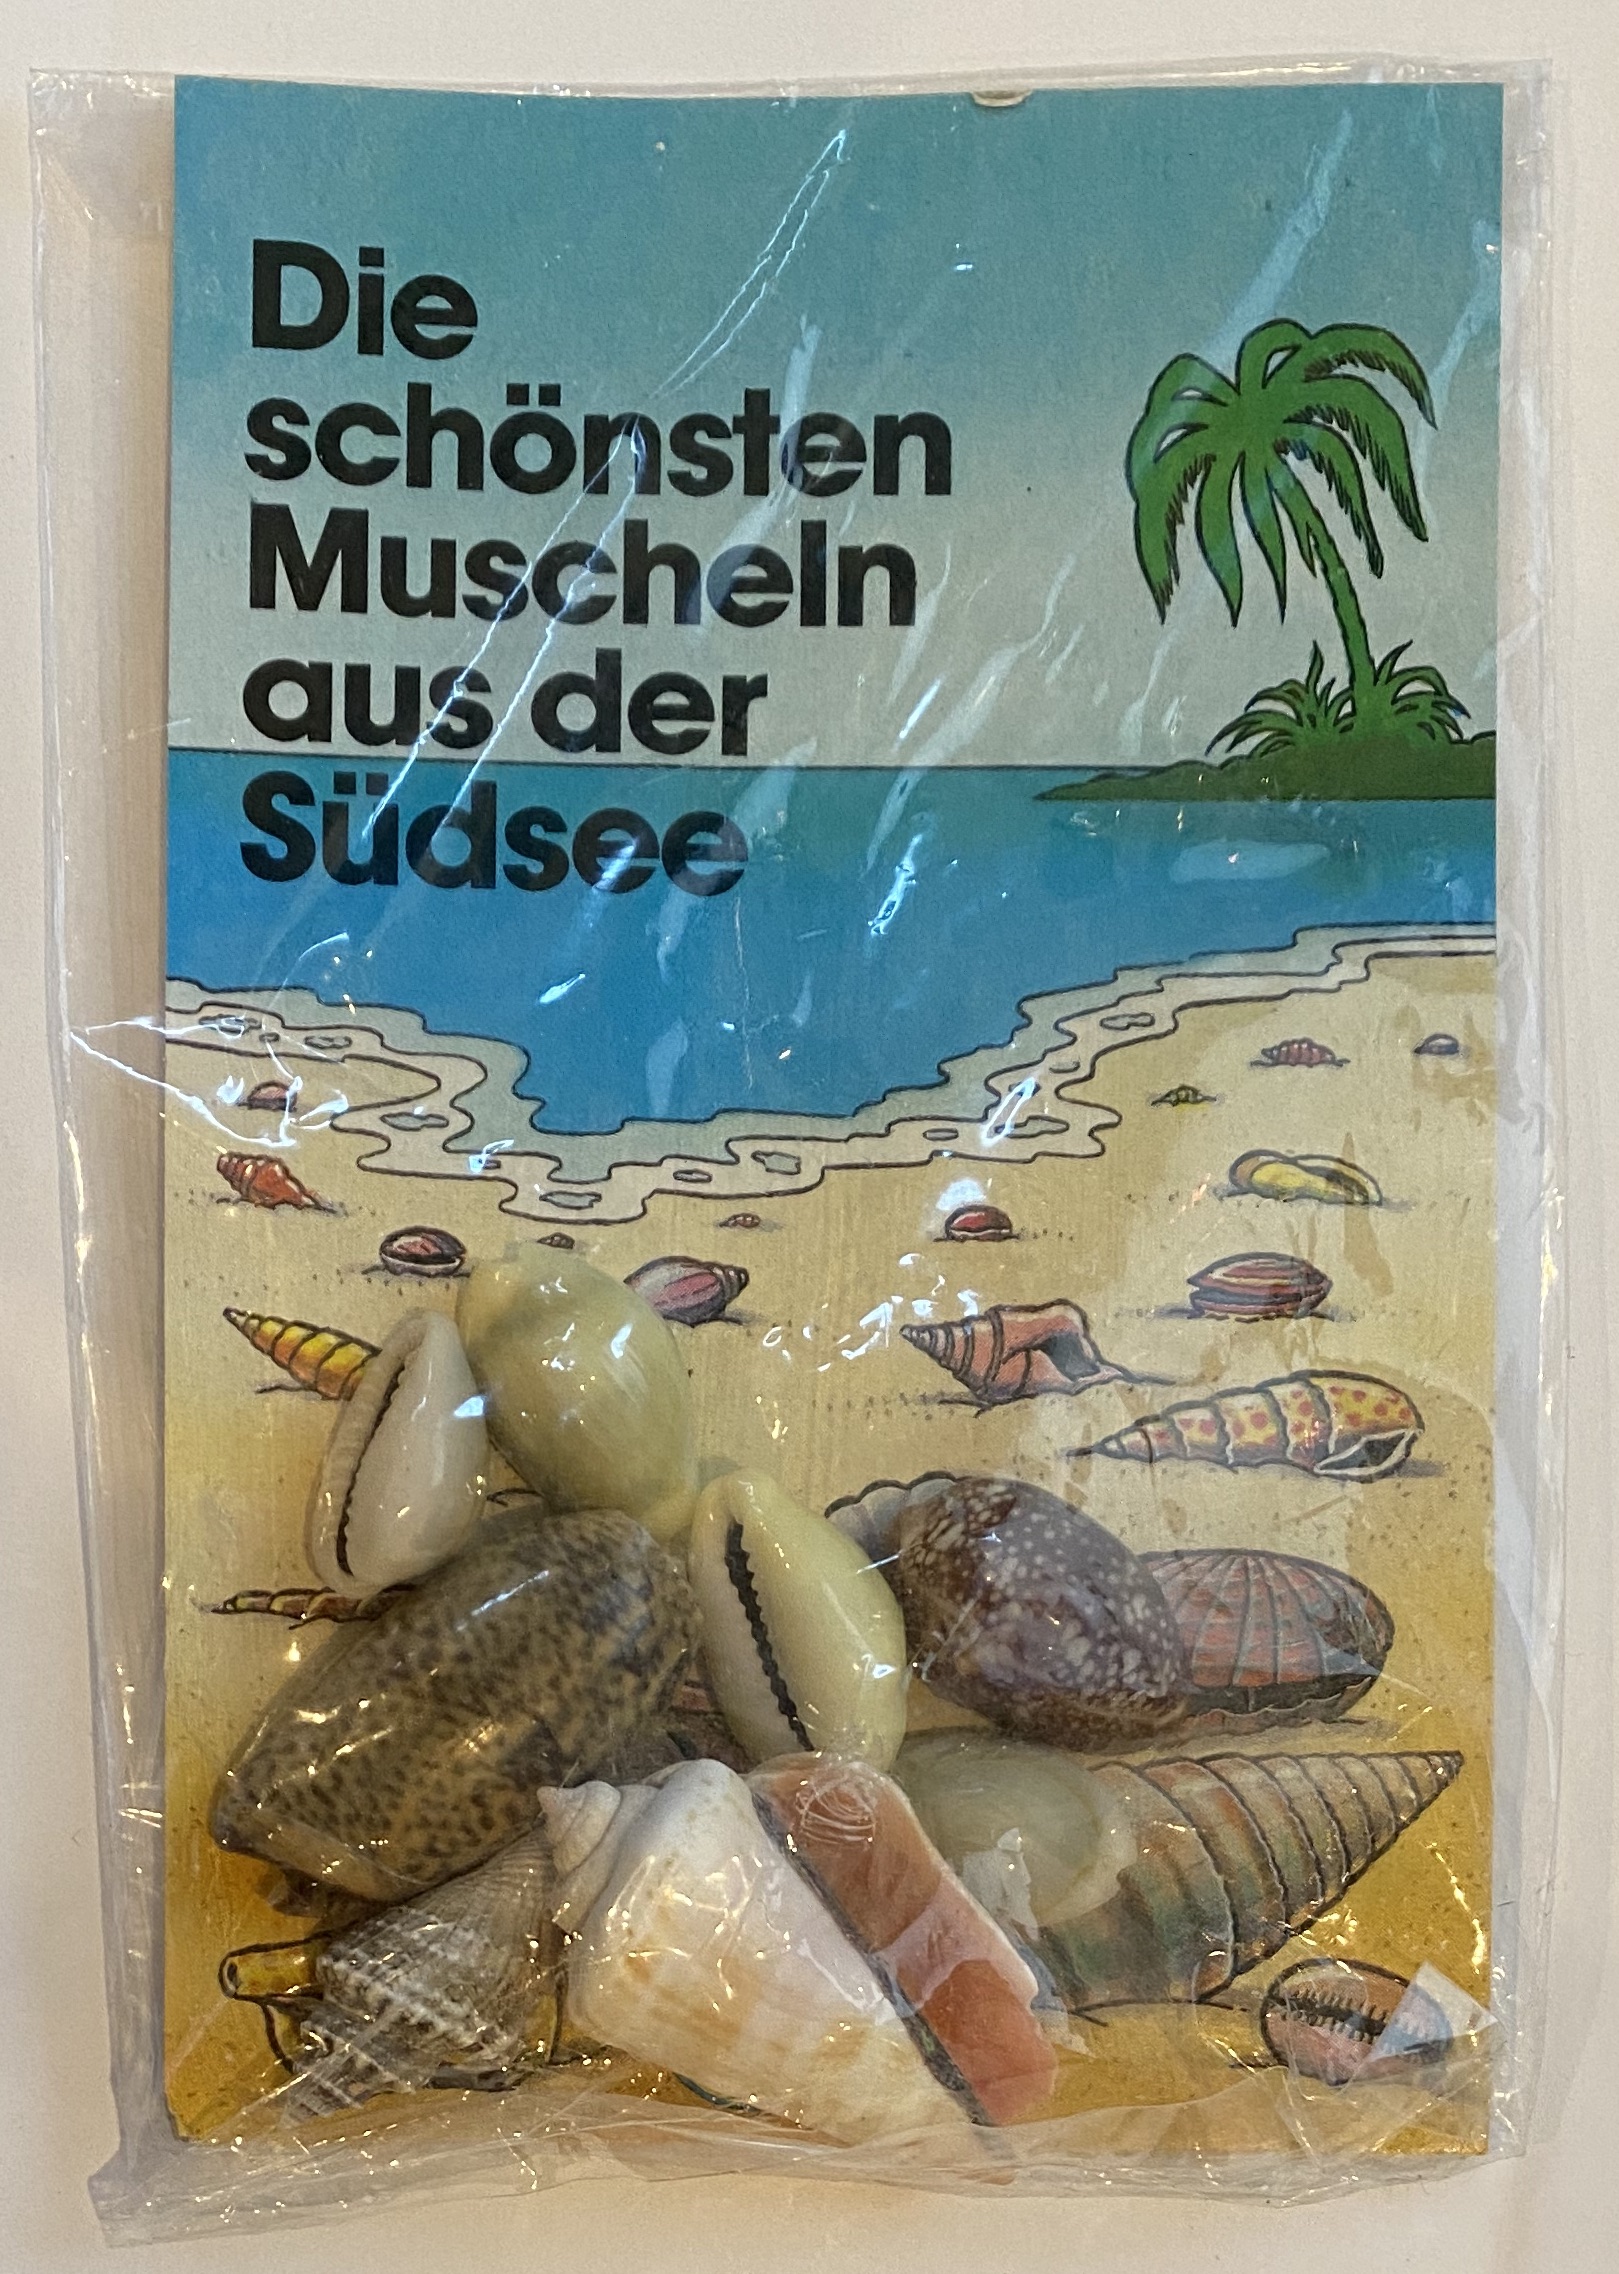 Die
schönsten
Muscheln
aus der
Südsee